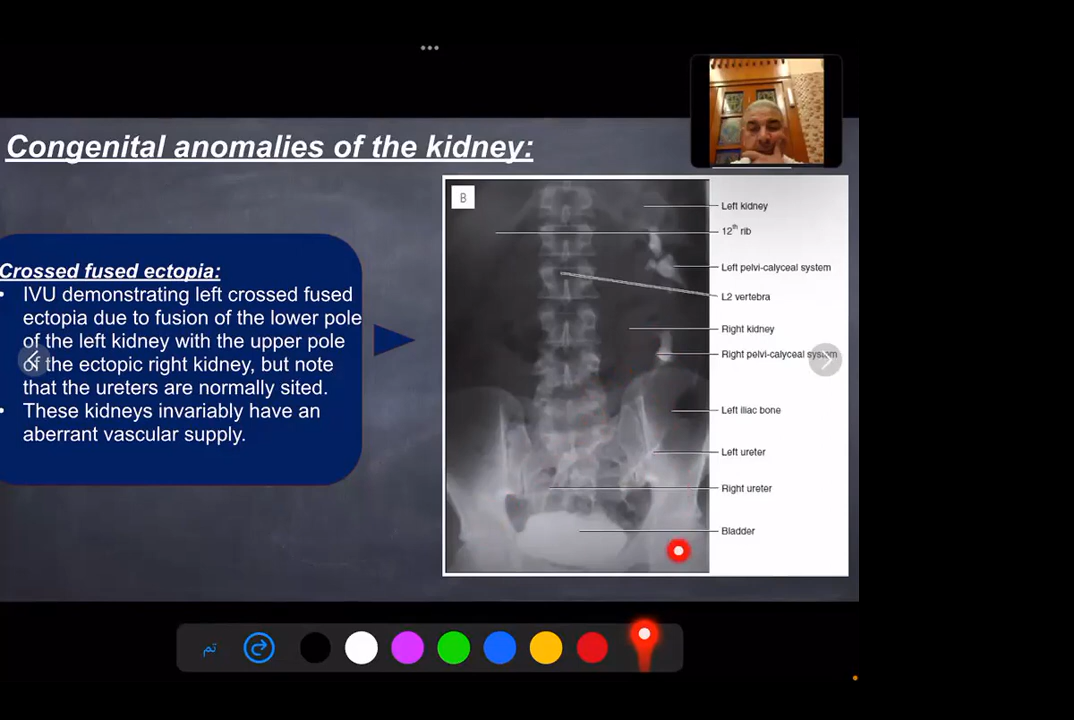 Congenital anomalies of the kidney:
Crossed fused ectopia:
• IVU demonstrating left crossed fused
ectopia due to fusion of the lower pole
of the left kidney with the upper pole
of the ectopic right kidney, but note
that the ureters are normally sited.
• These kidneys invariably have an
aberrant vascular supply.
B
Left kidney
12th rib
Left pelvi-calyceal system
L2 vertebra
Right kidney
Right pelvi-calyceal system
Left iliac bone
Left ureter
Right ureter
Bladder
تم